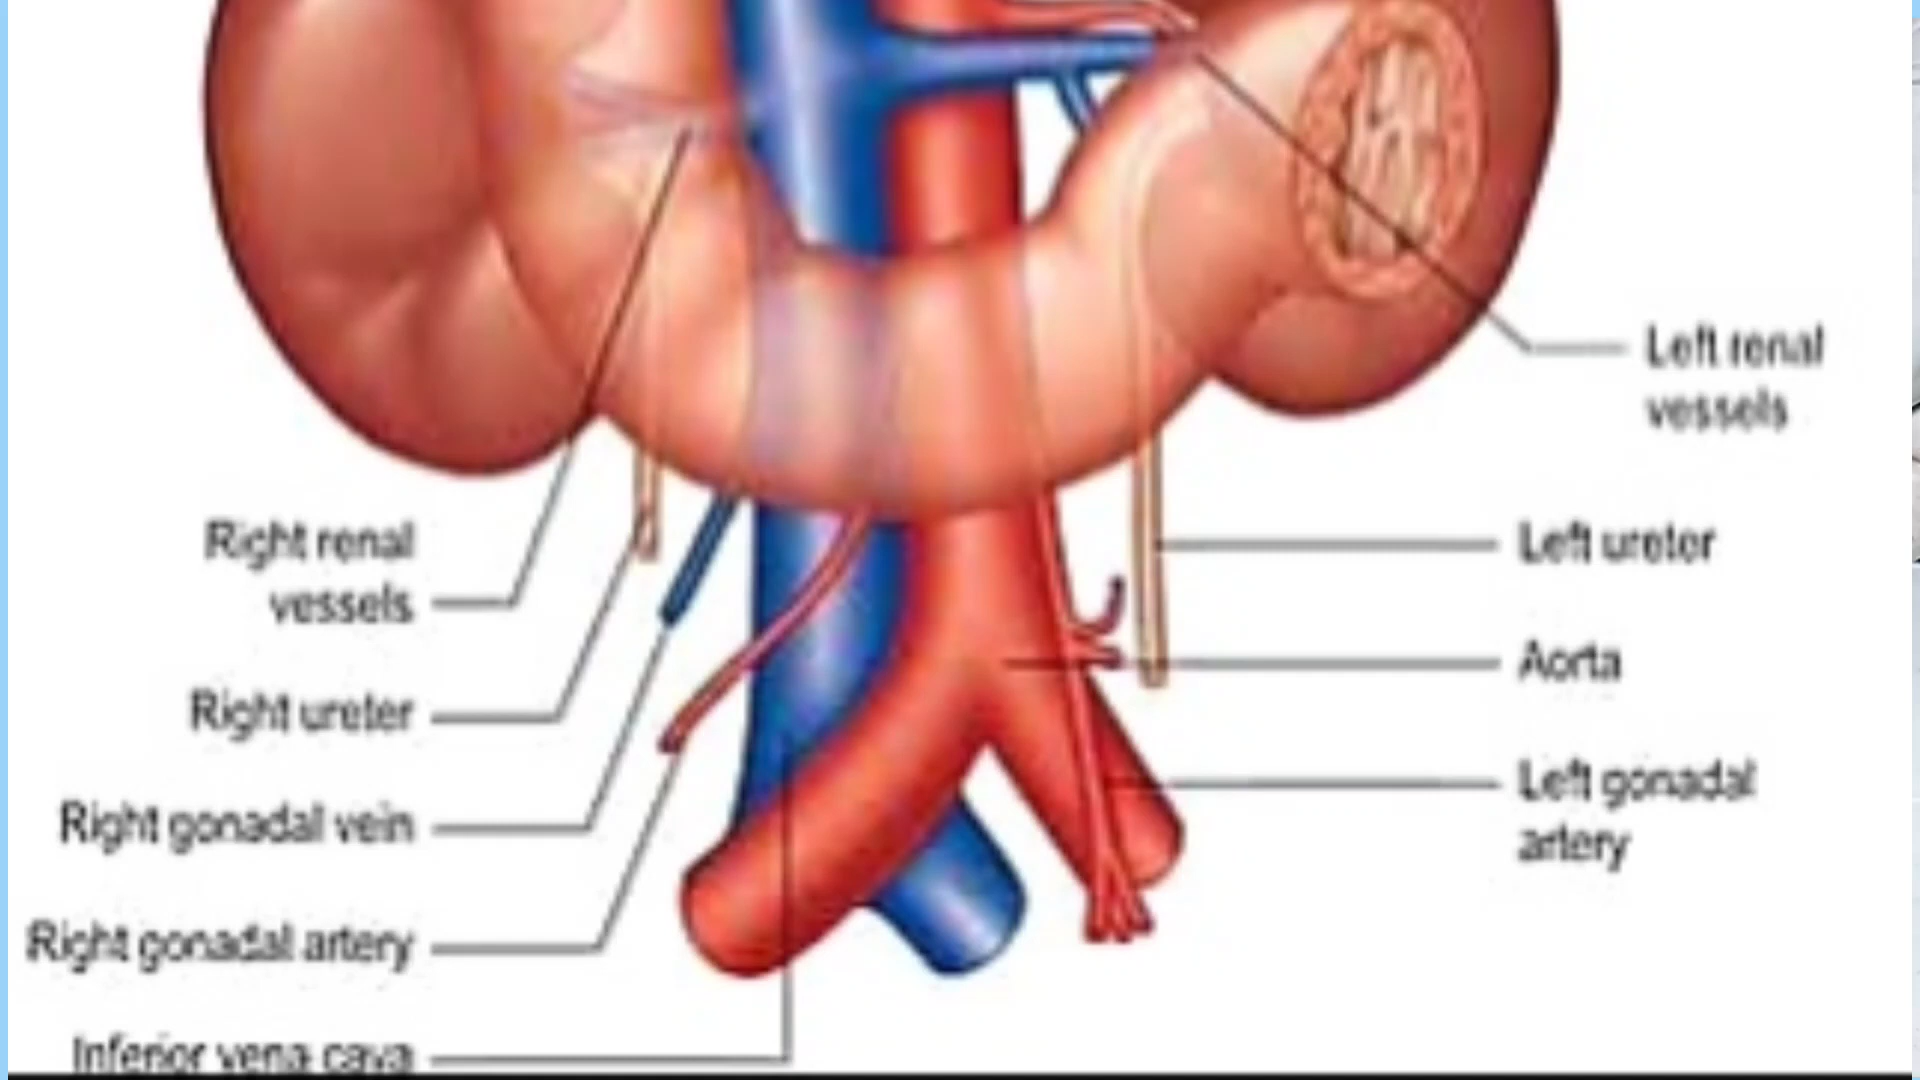 Left renal
vessels
Right renal
vessels
Left ureter
Aorta
Right ureter
Left gonadal
artery
Right gonadal vein
Right gonadal artery
Inferior vena cava